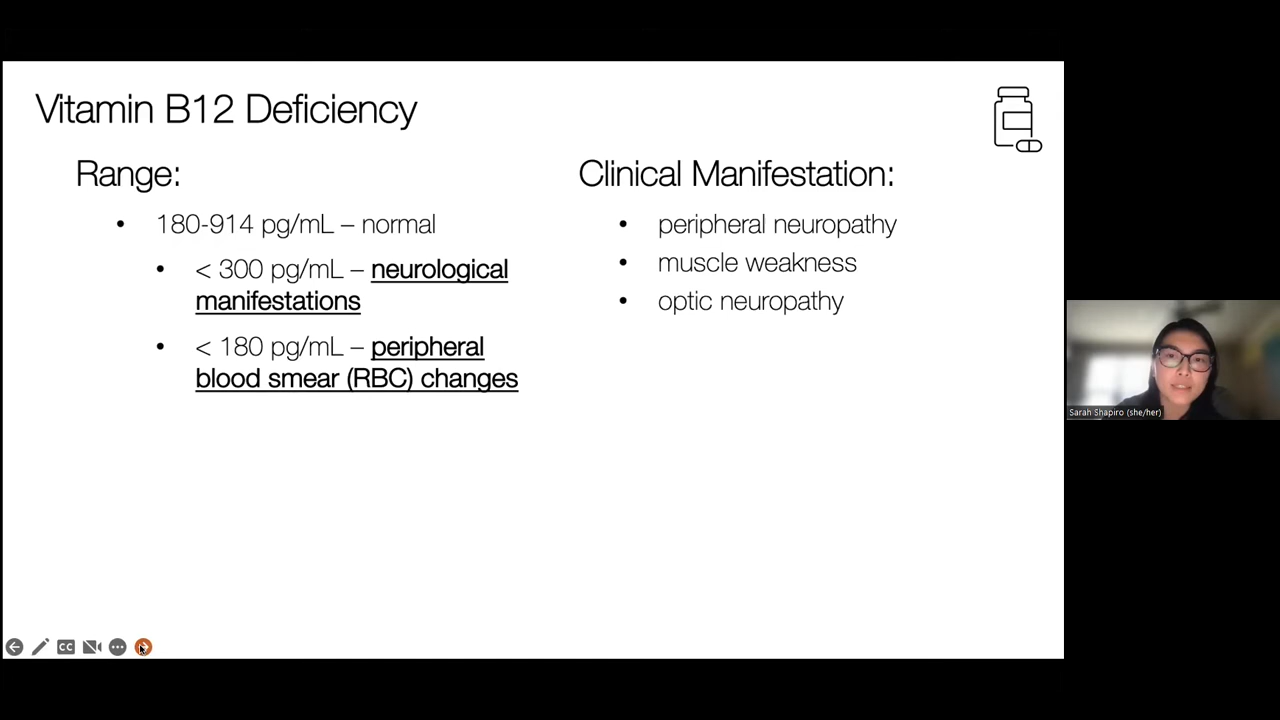 Vitamin B12 Deficiency
Range:
• 180-914 pg/mL – normal
• < 300 pg/mL – neurological
manifestations
• < 180 pg/mL – peripheral
blood smear (RBC) changes
Clinical Manifestation:
• peripheral neuropathy
• muscle weakness
• optic neuropathy
Sarah Shapiro (she/her)
CC